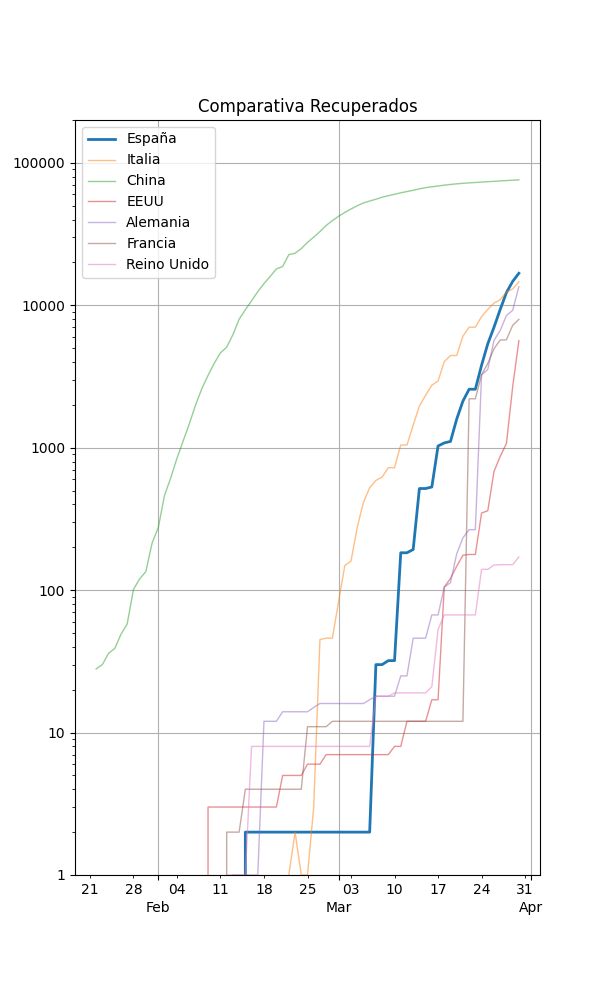 Comparativa Recuperados
España
Italia
China
EEUU
Alemania
Francia
Reino Unido
100000
10000
1000
100
10
1
21 28 04 11 18 25 03 10 17 24 31
Feb Mar Apr